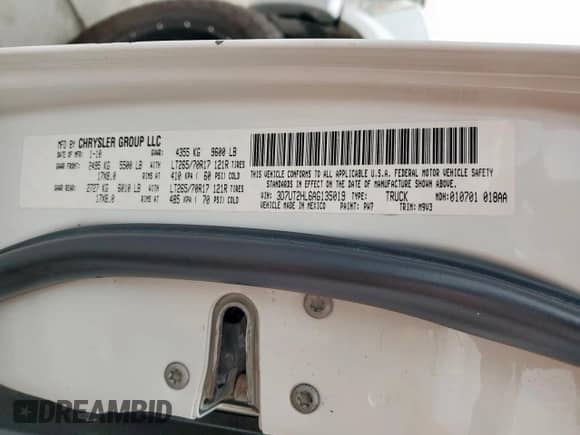 MFD BY CHRYSLER GROUP LLC
DATE OF MFR: 1-10 GVWR: 4355 KG 9600 LB
GAWR FRONT: 2495 KG 5500 LB WITH LT265/70R17 121R TIRES
17X8.0 RIMS AT 410 KPA ( 60 PSI) COLD
GAWR REAR: 2727 KG 6010 LB WITH LT265/70R17 121R TIRES
17X8.0 RIMS AT 485 KPA ( 70 PSI) COLD
THIS VEHICLE CONFORMS TO ALL APPLICABLE U.S.A. FEDERAL MOTOR VEHICLE SAFETY
STANDARDS IN EFFECT ON THE DATE OF MANUFACTURE SHOWN ABOVE.
VIN: 3D7UT2HL6AG135019 TYPE: TRUCK MDH: 010701 018AA
VEHICLE MADE IN MEXICO PAINT: PW7 TRIM: M9V3
DREAMBID